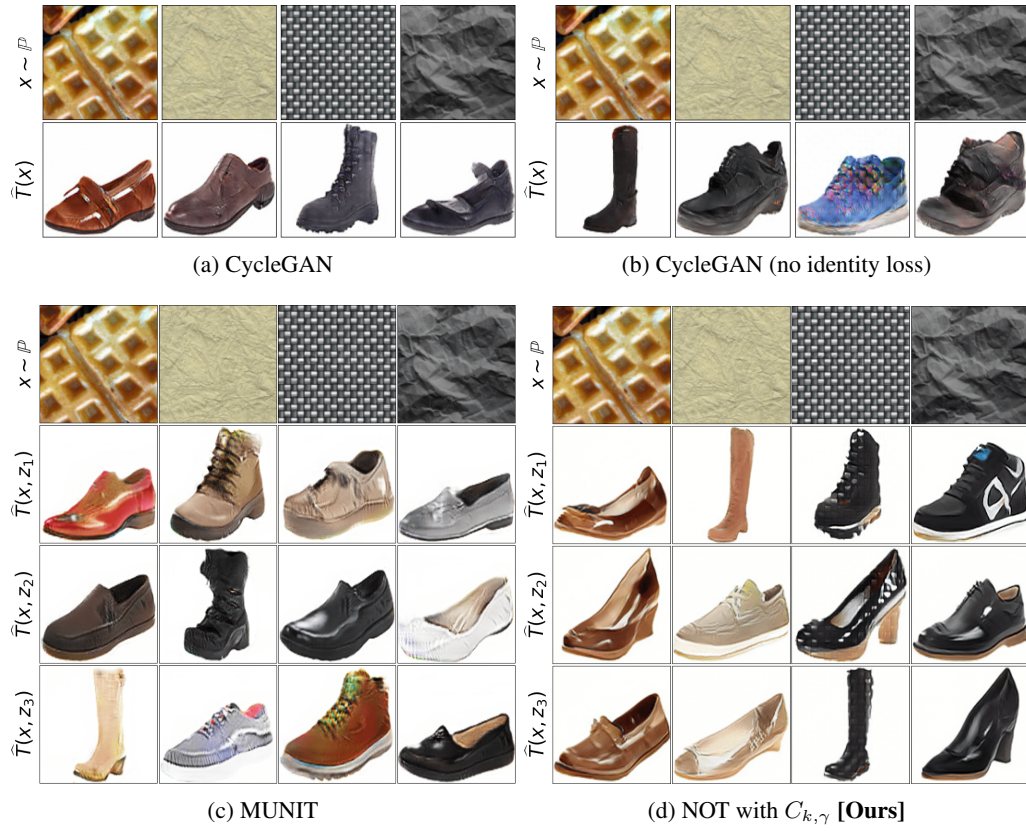 x ~ ℙ
T̂(x)
(a) CycleGAN
x ~ ℙ
T̂(x)
(b) CycleGAN (no identity loss)
x ~ ℙ
T̂(x, z₁)
T̂(x, z₂)
T̂(x, z₃)
(c) MUNIT
x ~ ℙ
T̂(x, z₁)
T̂(x, z₂)
T̂(x, z₃)
(d) NOT with C_{k,γ} [Ours]